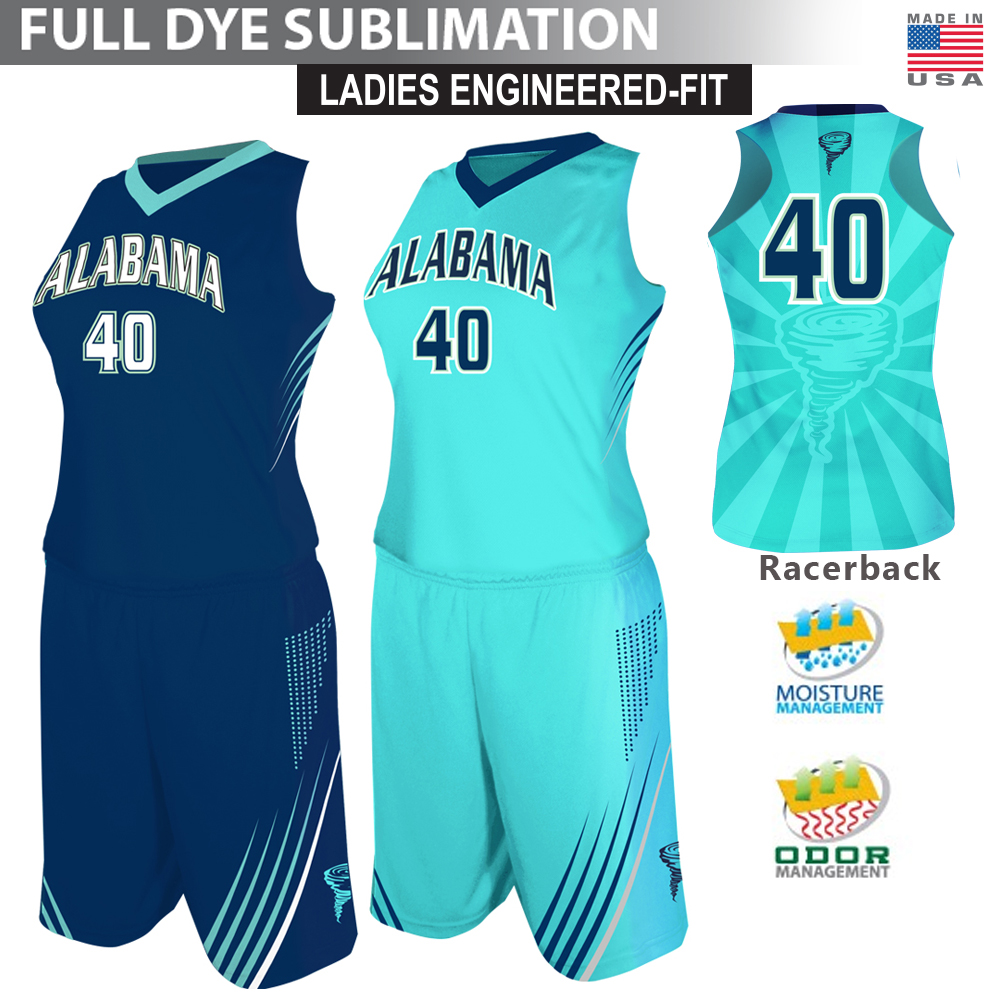 FULL DYE SUBLIMATION
MADE IN
USA
LADIES ENGINEERED-FIT
ALABAMA
40
ALABAMA
40
40
Racerback
MOISTURE
MANAGEMENT
ODOR
MANAGEMENT